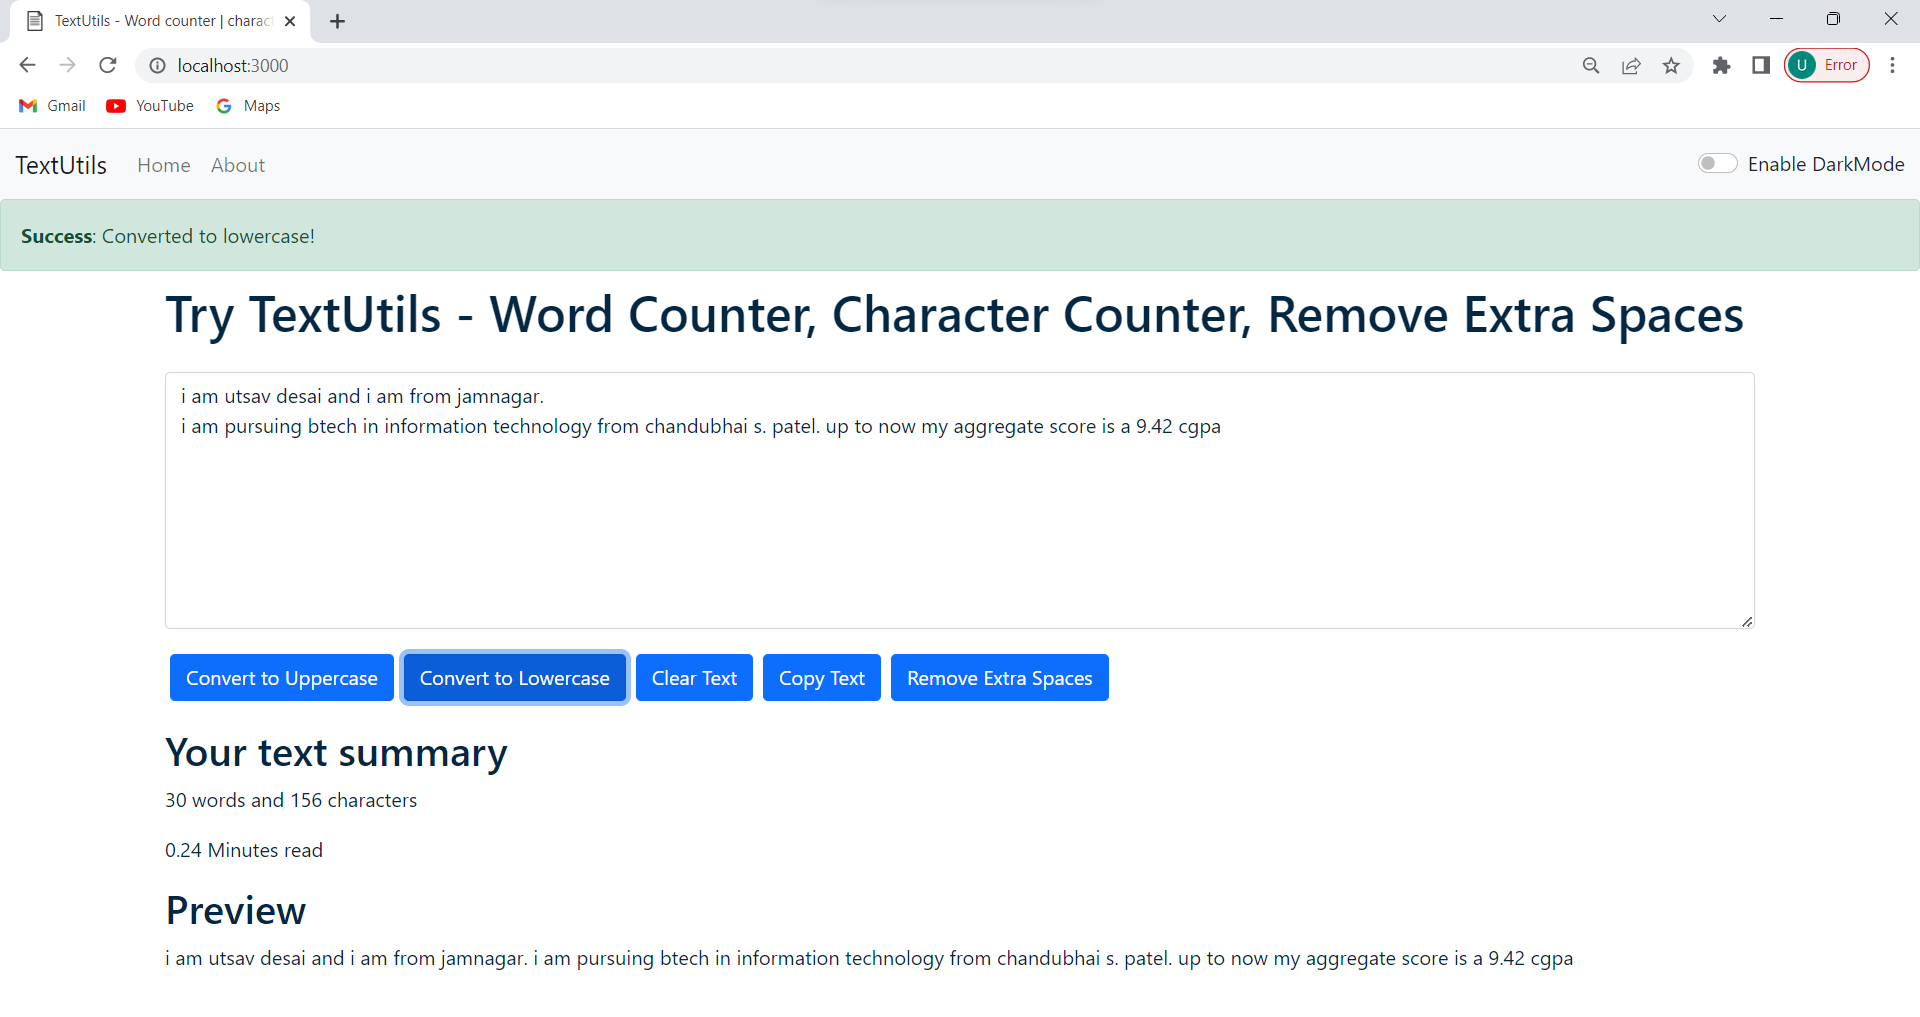 TextUtils - Word counter | charac
localhost:3000
Error
U
Gmail YouTube Maps
TextUtils Home About Enable DarkMode
Success: Converted to lowercase!
Try TextUtils - Word Counter, Character Counter, Remove Extra Spaces
i am utsav desai and i am from jamnagar.
i am pursuing btech in information technology from chandubhai s. patel. up to now my aggregate score is a 9.42 cgpa
Convert to Uppercase Convert to Lowercase Clear Text Copy Text Remove Extra Spaces
Your text summary
30 words and 156 characters
0.24 Minutes read
Preview
i am utsav desai and i am from jamnagar. i am pursuing btech in information technology from chandubhai s. patel. up to now my aggregate score is a 9.42 cgpa